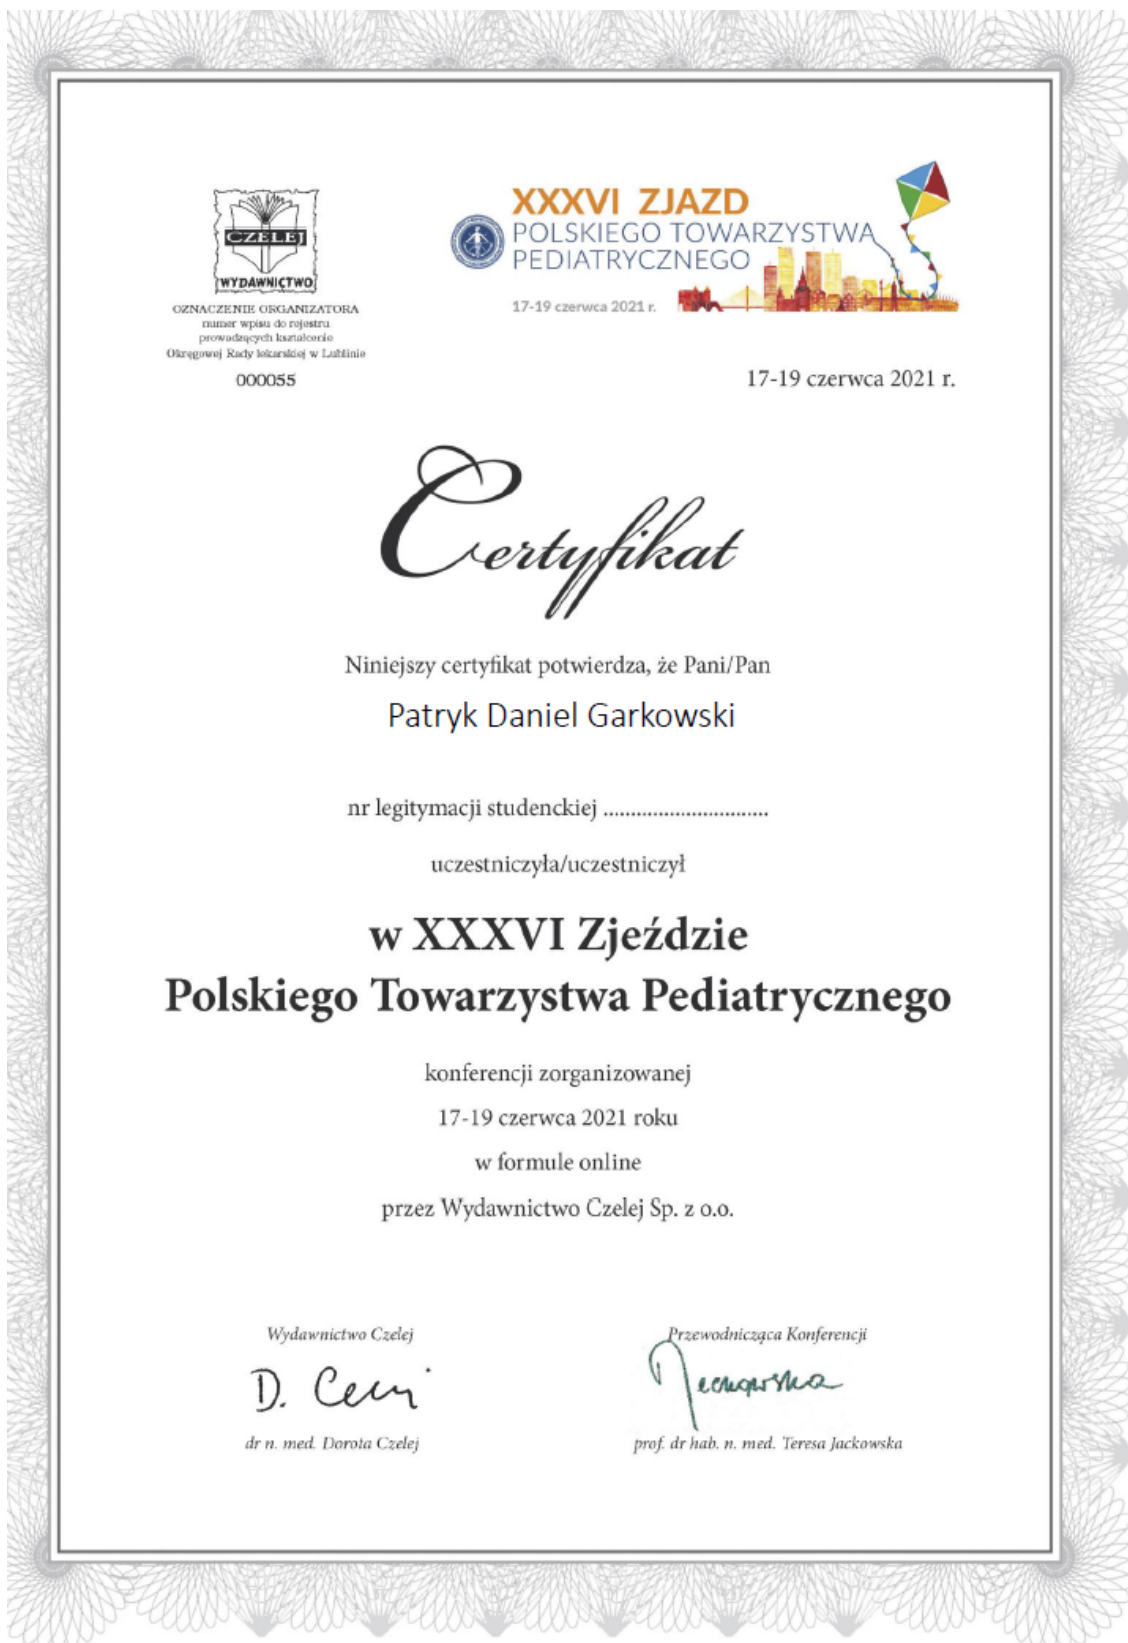 CZELEJ
WYDAWNICTWO
OZNACZENIE ORGANIZATORA
numer wpisu do rejestru
prowadzących kształcenie
Okręgowej Rady lekarskiej w Lublinie
000055
XXXVI ZJAZD
POLSKIEGO TOWARZYSTWA
PEDIATRYCZNEGO
17-19 czerwca 2021 r.
17-19 czerwca 2021 r.
Certyfikat
Niniejszy certyfikat potwierdza, że Pani/Pan
Patryk Daniel Garkowski
nr legitymacji studenckiej ..............................
uczestniczyła/uczestniczył
w XXXVI Zjeździe
Polskiego Towarzystwa Pediatrycznego
konferencji zorganizowanej
17-19 czerwca 2021 roku
w formule online
przez Wydawnictwo Czelej Sp. z o.o.
Wydawnictwo Czelej
D.
dr n. med. Dorota Czelej
Przewodnicząca Konferencji
prof. dr hab. n. med. Teresa Jackowska